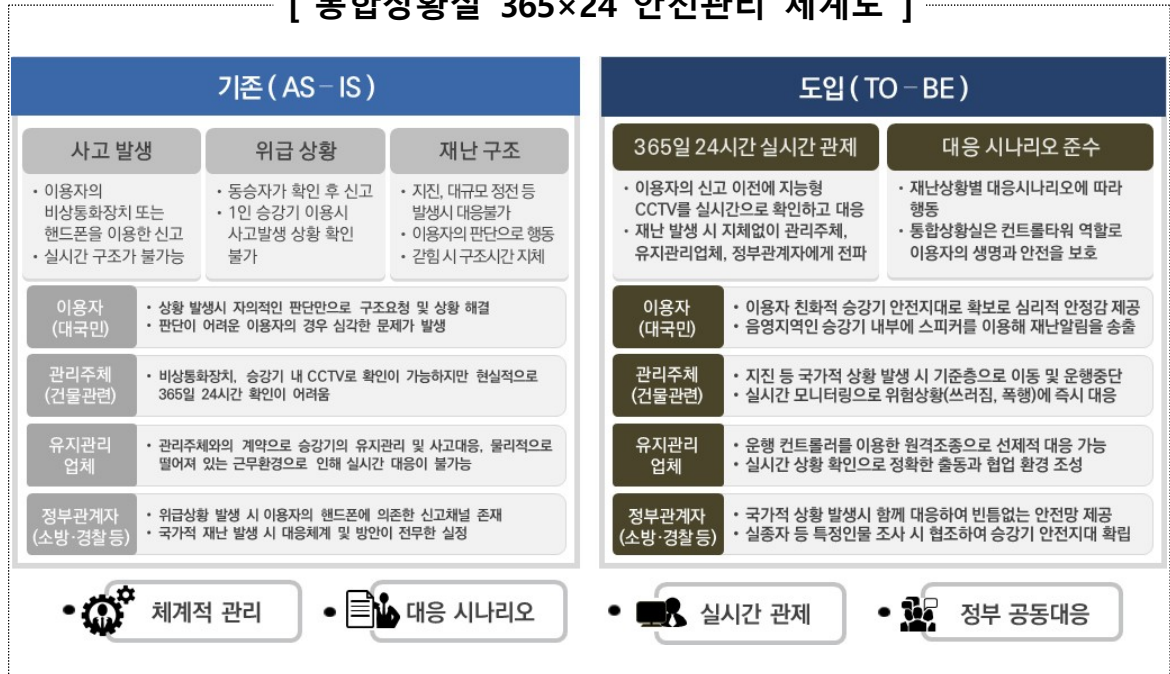 [ 통합상황실 365×24 안전관리 체계도 ]
기존 ( AS – IS )
사고 발생
위급 상황
재난 구조
・ 이용자의
비상통화장치 또는
핸드폰을 이용한 신고
・ 실시간 구조가 불가능
・ 동승자가 확인 후 신고
・ 1인 승강기 이용시
사고발생 상황 확인
불가
・ 지진, 대규모 정전 등
발생시 대응불가
・ 이용자의 판단으로 행동
・ 갇힘 시 구조시간 지체
이용자
(대국민)
・ 상황 발생시 자의적인 판단만으로 구조요청 및 상황 해결
・ 판단이 어려운 이용자의 경우 심각한 문제가 발생
관리주체
(건물관련)
・ 비상통화장치, 승강기 내 CCTV로 확인이 가능하지만 현실적으로
365일 24시간 확인이 어려움
유지관리
업체
・ 관리주체와의 계약으로 승강기의 유지관리 및 사고대응, 물리적으로
떨어져 있는 근무환경으로 인해 실시간 대응이 불가능
정부관계자
(소방·경찰 등)
・ 위급상황 발생 시 이용자의 핸드폰에 의존한 신고채널 존재
・ 국가적 재난 발생 시 대응체계 및 방안이 전무한 실정
도입 ( TO – BE )
365일 24시간 실시간 관제
대응 시나리오 준수
・ 이용자의 신고 이전에 지능형
CCTV를 실시간으로 확인하고 대응
・ 재난 발생 시 지체없이 관리주체,
유지관리업체, 정부관계자에게 전파
・ 재난상황별 대응시나리오에 따라
행동
・ 통합상황실은 컨트롤타워 역할로
이용자의 생명과 안전을 보호
이용자
(대국민)
・ 이용자 친화적 승강기 안전지대로 확보로 심리적 안정감 제공
・ 음영지역인 승강기 내부에 스피커를 이용해 재난알림을 송출
관리주체
(건물관련)
・ 지진 등 국가적 상황 발생 시 기준층으로 이동 및 운행중단
・ 실시간 모니터링으로 위험상황(쓰러짐, 폭행)에 즉시 대응
유지관리
업체
・ 운행 컨트롤러를 이용한 원격조종으로 선제적 대응 가능
・ 실시간 상황 확인으로 정확한 출동과 협업 환경 조성
정부관계자
(소방·경찰 등)
・ 국가적 상황 발생시 함께 대응하여 빈틈없는 안전망 제공
・ 실종자 등 특정인물 조사 시 협조하여 승강기 안전지대 확립
• 체계적 관리
• 대응 시나리오
• 실시간 관제
• 정부 공동대응